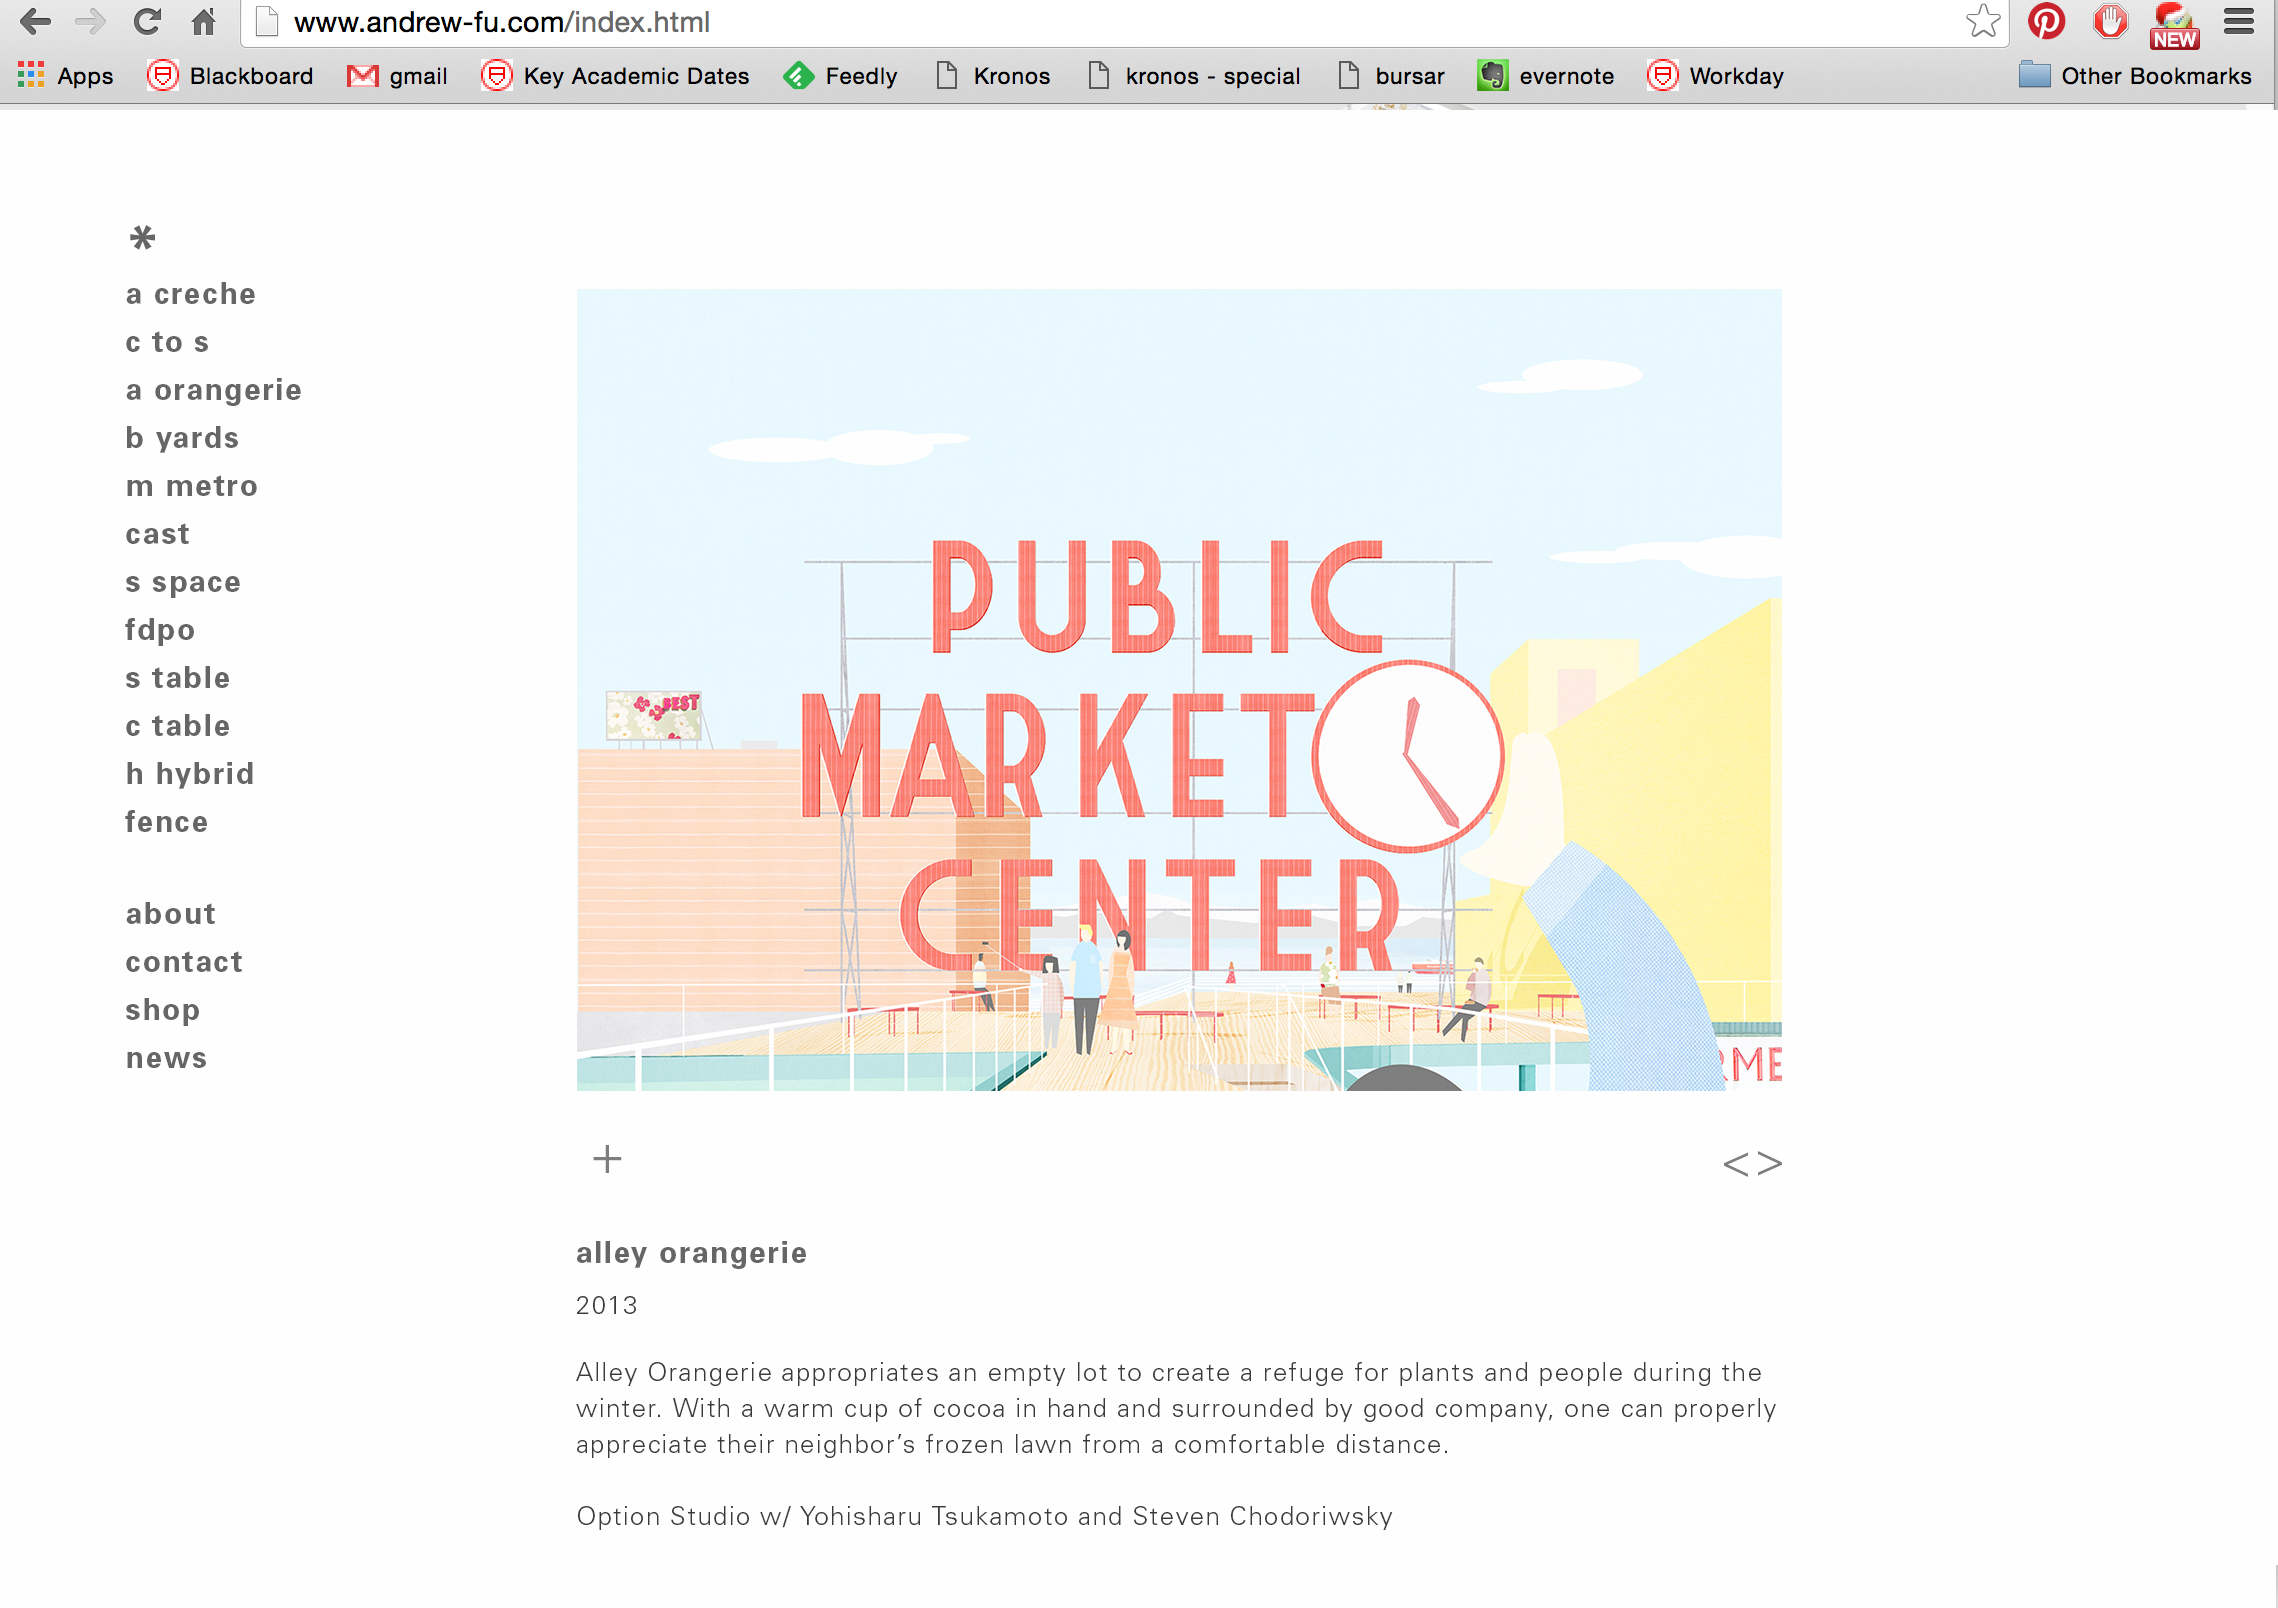 www.andrew-fu.com/index.html
NEW
Apps
Blackboard
gmail
Key Academic Dates
Feedly
Kronos
kronos - special
bursar
evernote
Workday
Other Bookmarks
*
a creche
c to s
a orangerie
b yards
m metro
cast
s space
fdpo
s table
c table
h hybrid
fence
about
contact
shop
news
PUBLIC
MARKET
CENTER
BEST
RME
+
< >
alley orangerie
2013
Alley Orangerie appropriates an empty lot to create a refuge for plants and people during the
winter. With a warm cup of cocoa in hand and surrounded by good company, one can properly
appreciate their neighbor’s frozen lawn from a comfortable distance.
Option Studio w/ Yohisharu Tsukamoto and Steven Chodoriwsky